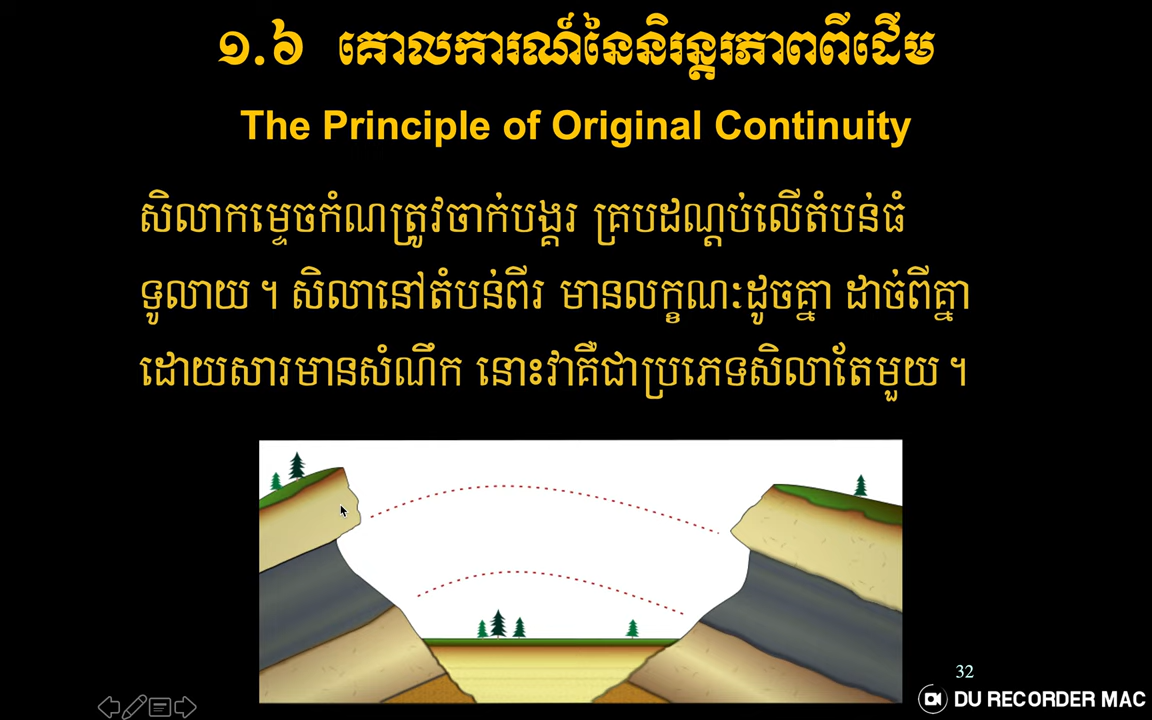 ១.៦ គោលការណ៍នៃនិរន្តរភាពពីដើម
The Principle of Original Continuity
សិលាកម្ទេចកំណត្រូវចាក់បង្គរ គ្របដណ្តប់លើតំបន់ធំ
ទូលាយ។ សិលានៅតំបន់ពីរ មានលក្ខណៈដូចគ្នា ដាច់ពីគ្នា
ដោយសារមានសំណឹក នោះវាគឺជាប្រភេទសិលាតែមួយ។
32
DU RECORDER MAC